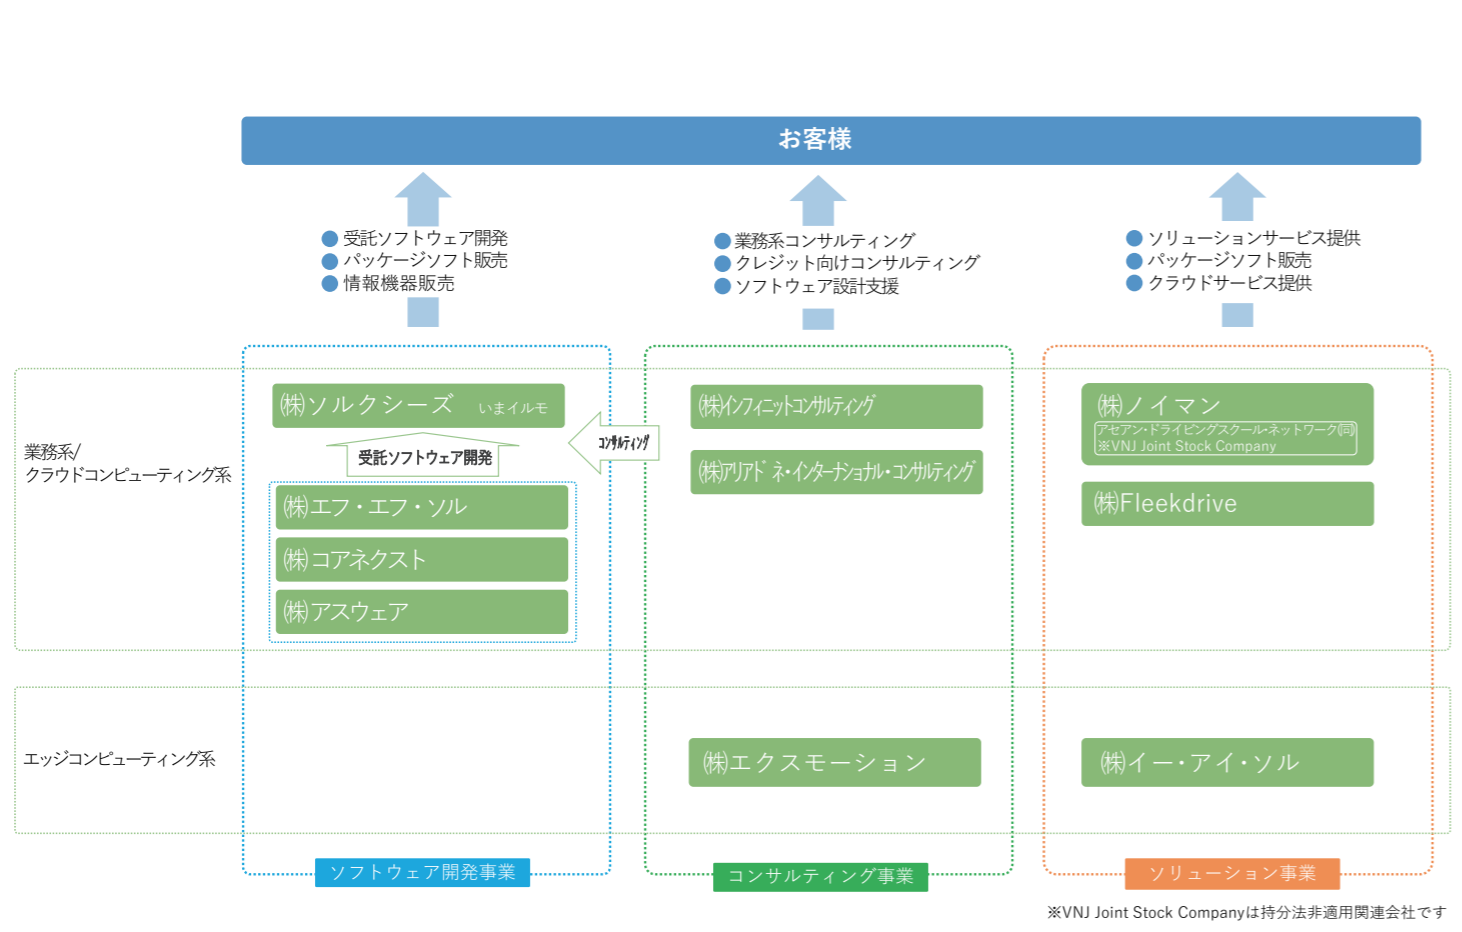 お客様
●受託ソフトウェア開発
●パッケージソフト販売
●情報機器販売
●業務系コンサルティング
●クレジット向けコンサルティング
●ソフトウェア設計支援
●ソリューションサービス提供
●パッケージソフト販売
●クラウドサービス提供
業務系/
クラウドコンピューティング系
㈱ソルクシーズ いまイルモ
受託ソフトウェア開発
㈱エフ・エフ・ソル
㈱コアネクスト
㈱アスウェア
コンサルティング
㈱インフィニットコンサルティング
㈱アリアドネ・インターナショナル・コンサルティング
㈱ノイマン
アセアン・ドライビングスクール・ネットワーク(同)
※VNJ Joint Stock Company
㈱Fleekdrive
エッジコンピューティング系
㈱エクスモーション
㈱イー・アイ・ソル
ソフトウェア開発事業
コンサルティング事業
ソリューション事業
※VNJ Joint Stock Companyは持分法非適用関連会社です